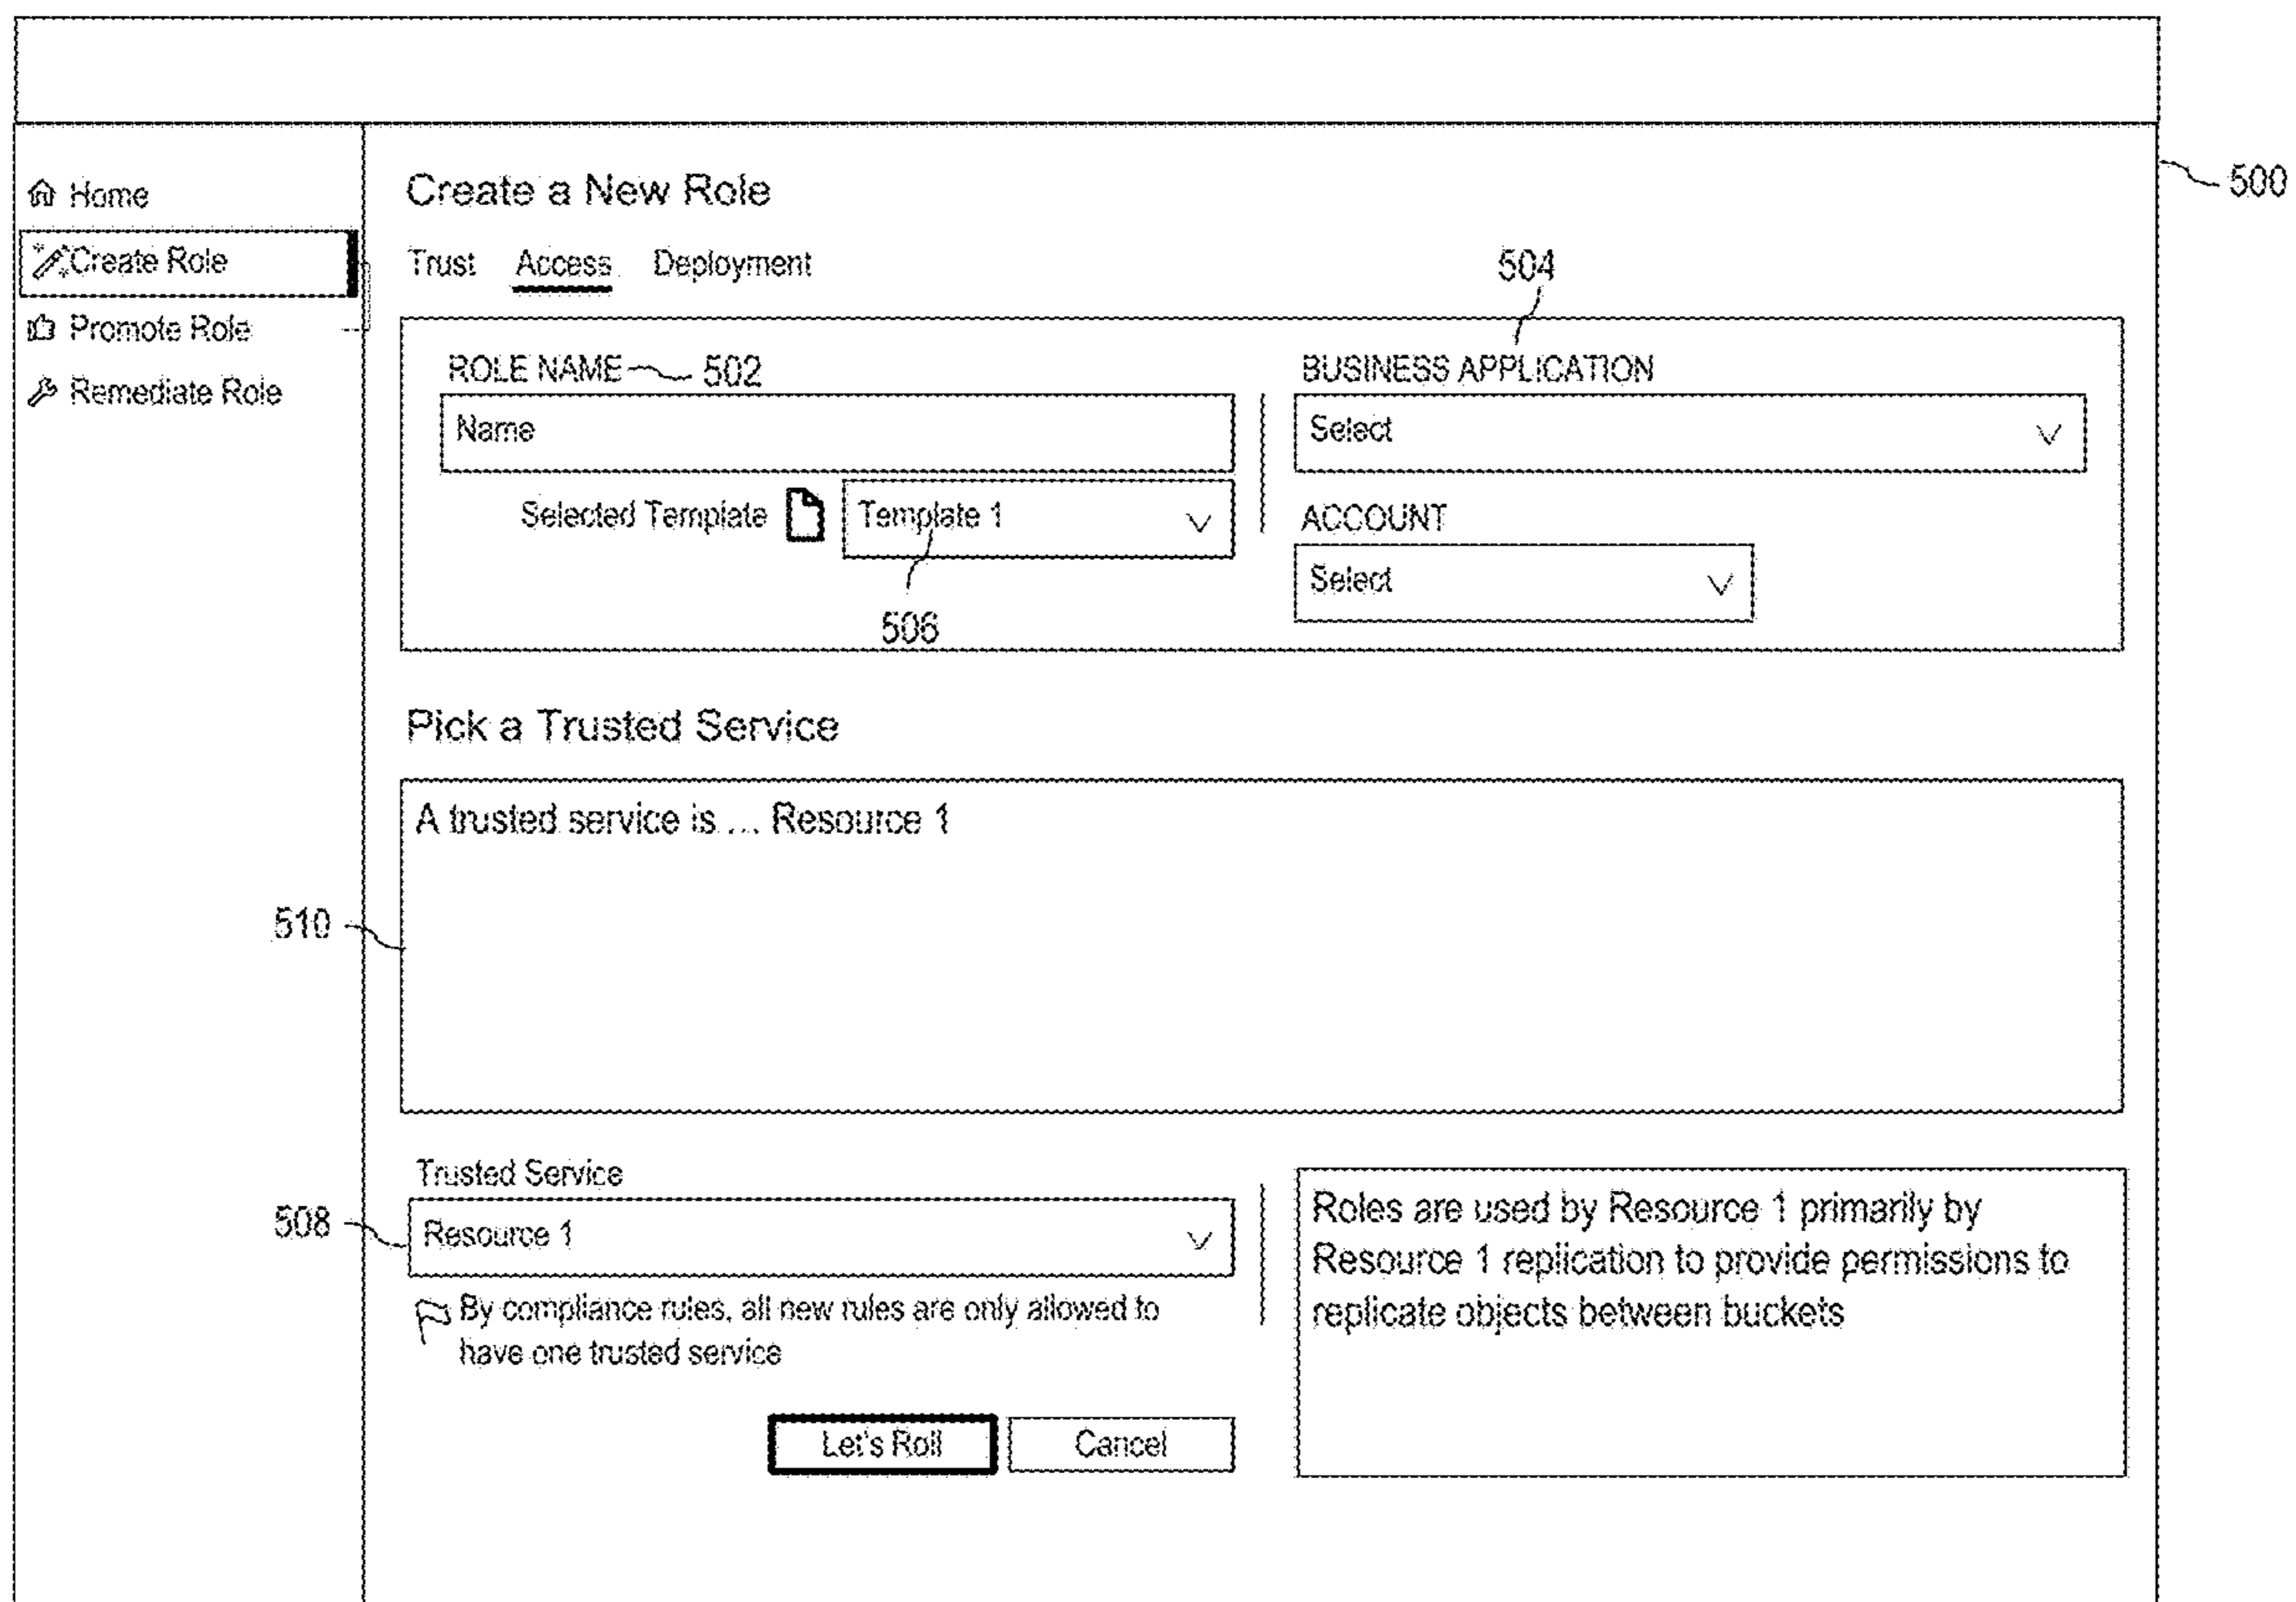 500
Home
Create Role
Promote Role
Remediate Role
Create a New Role
Trust Access Deployment
504
ROLE NAME 502
Name
Selected Template Template 1
506
BUSINESS APPLICATION
Select
ACCOUNT
Select
Pick a Trusted Service
A trusted service is ... Resource 1
510
Trusted Service
508
Resource 1
By compliance rules, all new rules are only allowed to
have one trusted service
Let's Roll Cancel
Roles are used by Resource 1 primarily by
Resource 1 replication to provide permissions to
replicate objects between buckets